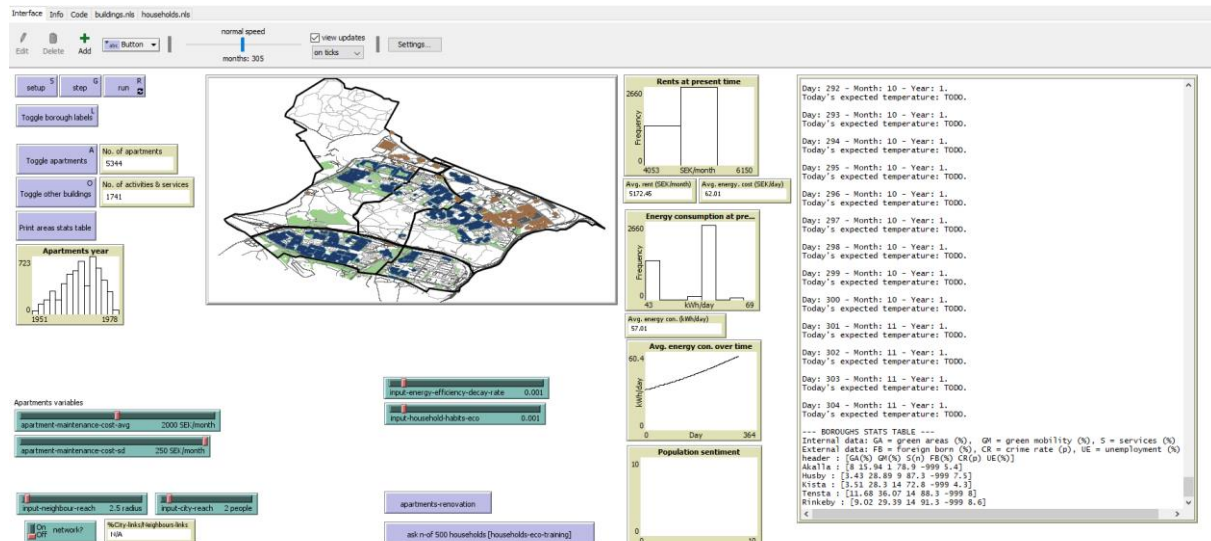 Interface Info Code buildings.nls households.nls
Edit Delete Add Button normal speed view updates on ticks Settings...
months: 305
S setup G step R run
L Toggle borough labels
A Toggle apartments
No. of apartments
5344
O Toggle other buildings
No. of activities & services
1741
Print areas stats table
Apartments year
723
0
1951 1978
Apartments variables
apartment-maintenance-cost-avg 2000 SEK/month
apartment-maintenance-cost-sd 250 SEK/month
input-neighbour-reach 2.5 radius
input-city-reach 2 people
On
Off
network?
%City-links/Neighbours-links
N/A
input-energy-efficiency-decay-rate 0.001
input-household-habits-eco 0.001
apartments-renovation
ask n-of 500 households [households-eco-training]
Rents at present time
2660
Frequency
0
4053 SEK/month 6150
Avg. rent (SEK/month)
5172.45
Avg. energy. cost (SEK/day)
62.01
Energy consumption at pre...
2660
Frequency
0
43 kWh/day 69
Avg. energy con. (kWh/day)
57.01
Avg. energy con. over time
60.4
kWh/day
0
0 Day 364
Population sentiment
10
0
0 10
Day: 292 - Month: 10 - Year: 1.
Today's expected temperature: TODO.
Day: 293 - Month: 10 - Year: 1.
Today's expected temperature: TODO.
Day: 294 - Month: 10 - Year: 1.
Today's expected temperature: TODO.
Day: 295 - Month: 10 - Year: 1.
Today's expected temperature: TODO.
Day: 296 - Month: 10 - Year: 1.
Today's expected temperature: TODO.
Day: 297 - Month: 10 - Year: 1.
Today's expected temperature: TODO.
Day: 298 - Month: 10 - Year: 1.
Today's expected temperature: TODO.
Day: 299 - Month: 10 - Year: 1.
Today's expected temperature: TODO.
Day: 300 - Month: 10 - Year: 1.
Today's expected temperature: TODO.
Day: 301 - Month: 11 - Year: 1.
Today's expected temperature: TODO.
Day: 302 - Month: 11 - Year: 1.
Today's expected temperature: TODO.
Day: 303 - Month: 11 - Year: 1.
Today's expected temperature: TODO.
Day: 304 - Month: 11 - Year: 1.
Today's expected temperature: TODO.
--- BOROUGHS STATS TABLE ---
Internal data: GA = green areas (%), GM = green mobility (%), S = services (%)
External data: FB = foreign born (%), CR = crime rate (p), UE = unemployment (%)
header : [GA(%) GM(%) S(n) FB(%) CR(p) UE(%)]
Akalla : [8 15.94 1 78.9 -999 5.4]
Husby : [3.43 28.89 9 87.3 -999 7.5]
Kista : [3.51 28.3 14 72.8 -999 4.3]
Tensta : [11.68 36.07 14 88.3 -999 8]
Rinkeby : [9.02 29.39 14 91.3 -999 8.6]